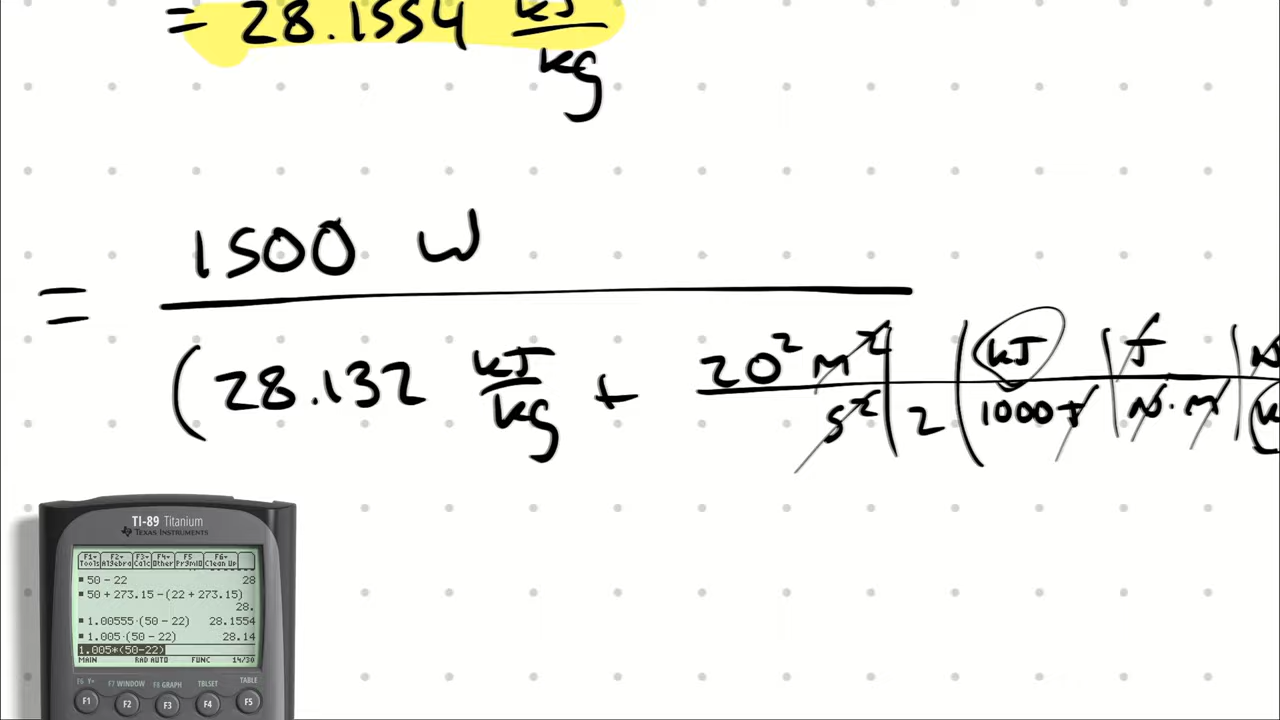 = 28.1554 kJ
kg
1500 W
=
(28.132 kJ/kg + 20² m²/s² | 2 | kJ/1000 J | J/N·m
TI-89 Titanium
TEXAS INSTRUMENTS
F1 Tools F2 Algebra F3 Calc F4 Other F5 PrgmIO F6 Clean Up
50 - 22 28
50 + 273.15 - (22 + 273.15)
28.
1.00555·(50 - 22) 28.1554
1.005·(50 - 22) 28.14
1.005*(50-22)
MAIN RAD AUTO FUNC 14/30
F6 Y= F7 WINDOW F8 GRAPH TBLSET TABLE
F1 F2 F3 F4 F5